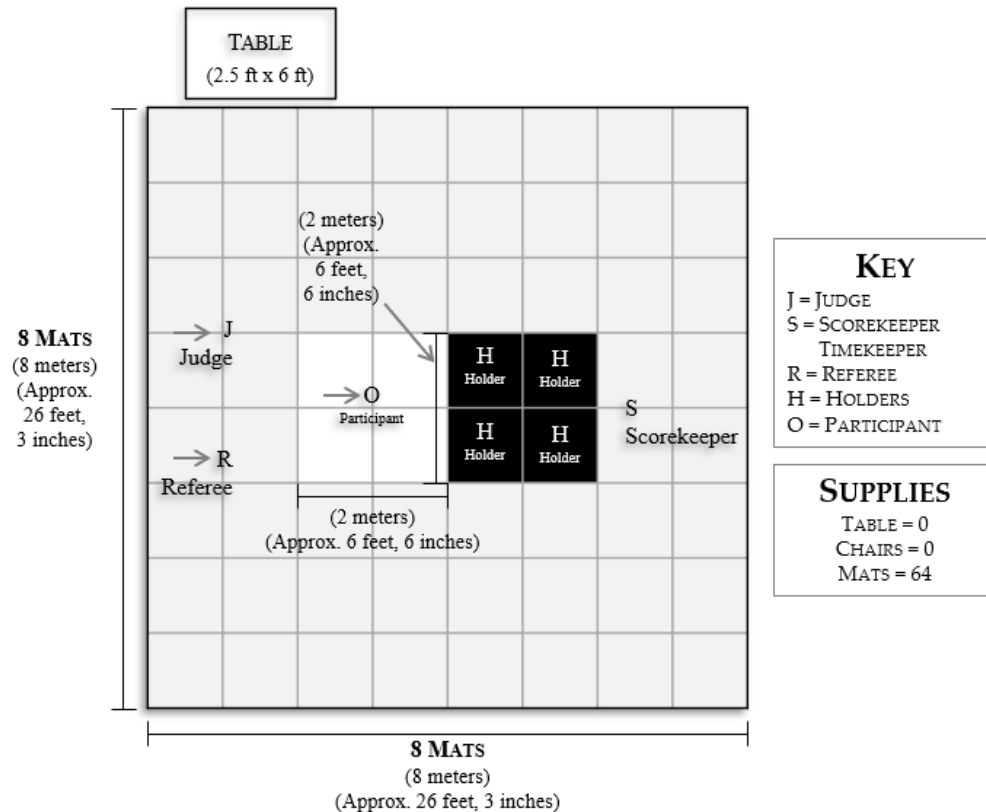 TABLE
(2.5 ft x 6 ft)
(2 meters)
(Approx.
6 feet,
6 inches)
8 MATS
(8 meters)
(Approx.
26 feet,
3 inches)
J
Judge
O
Participant
R
Referee
H
Holder
H
Holder
H
Holder
H
Holder
S
Scorekeeper
(2 meters)
(Approx. 6 feet, 6 inches)
8 MATS
(8 meters)
(Approx. 26 feet, 3 inches)
KEY
J = JUDGE
S = SCOREKEEPER
TIMEKEEPER
R = REFEREE
H = HOLDERS
O = PARTICIPANT
SUPPLIES
TABLE = 0
CHAIRS = 0
MATS = 64